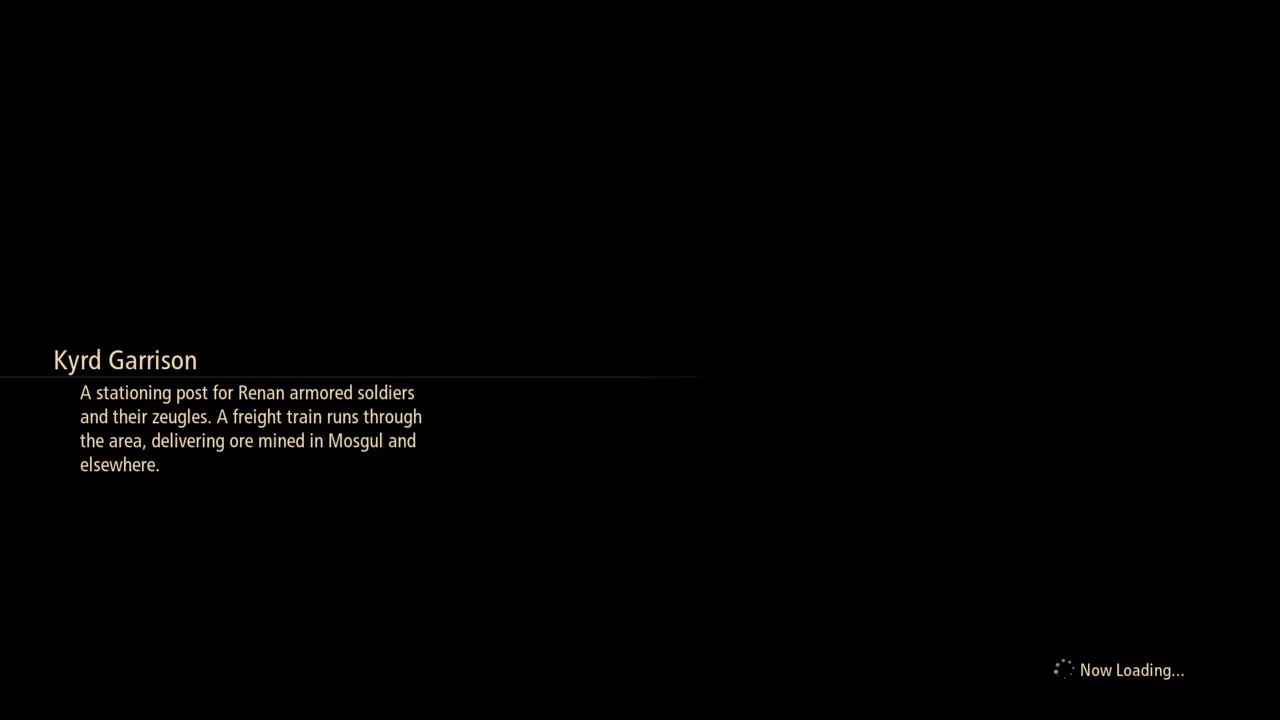 Kyrd Garrison
A stationing post for Renan armored soldiers
and their zeugles. A freight train runs through
the area, delivering ore mined in Mosgul and
elsewhere.
Now Loading...